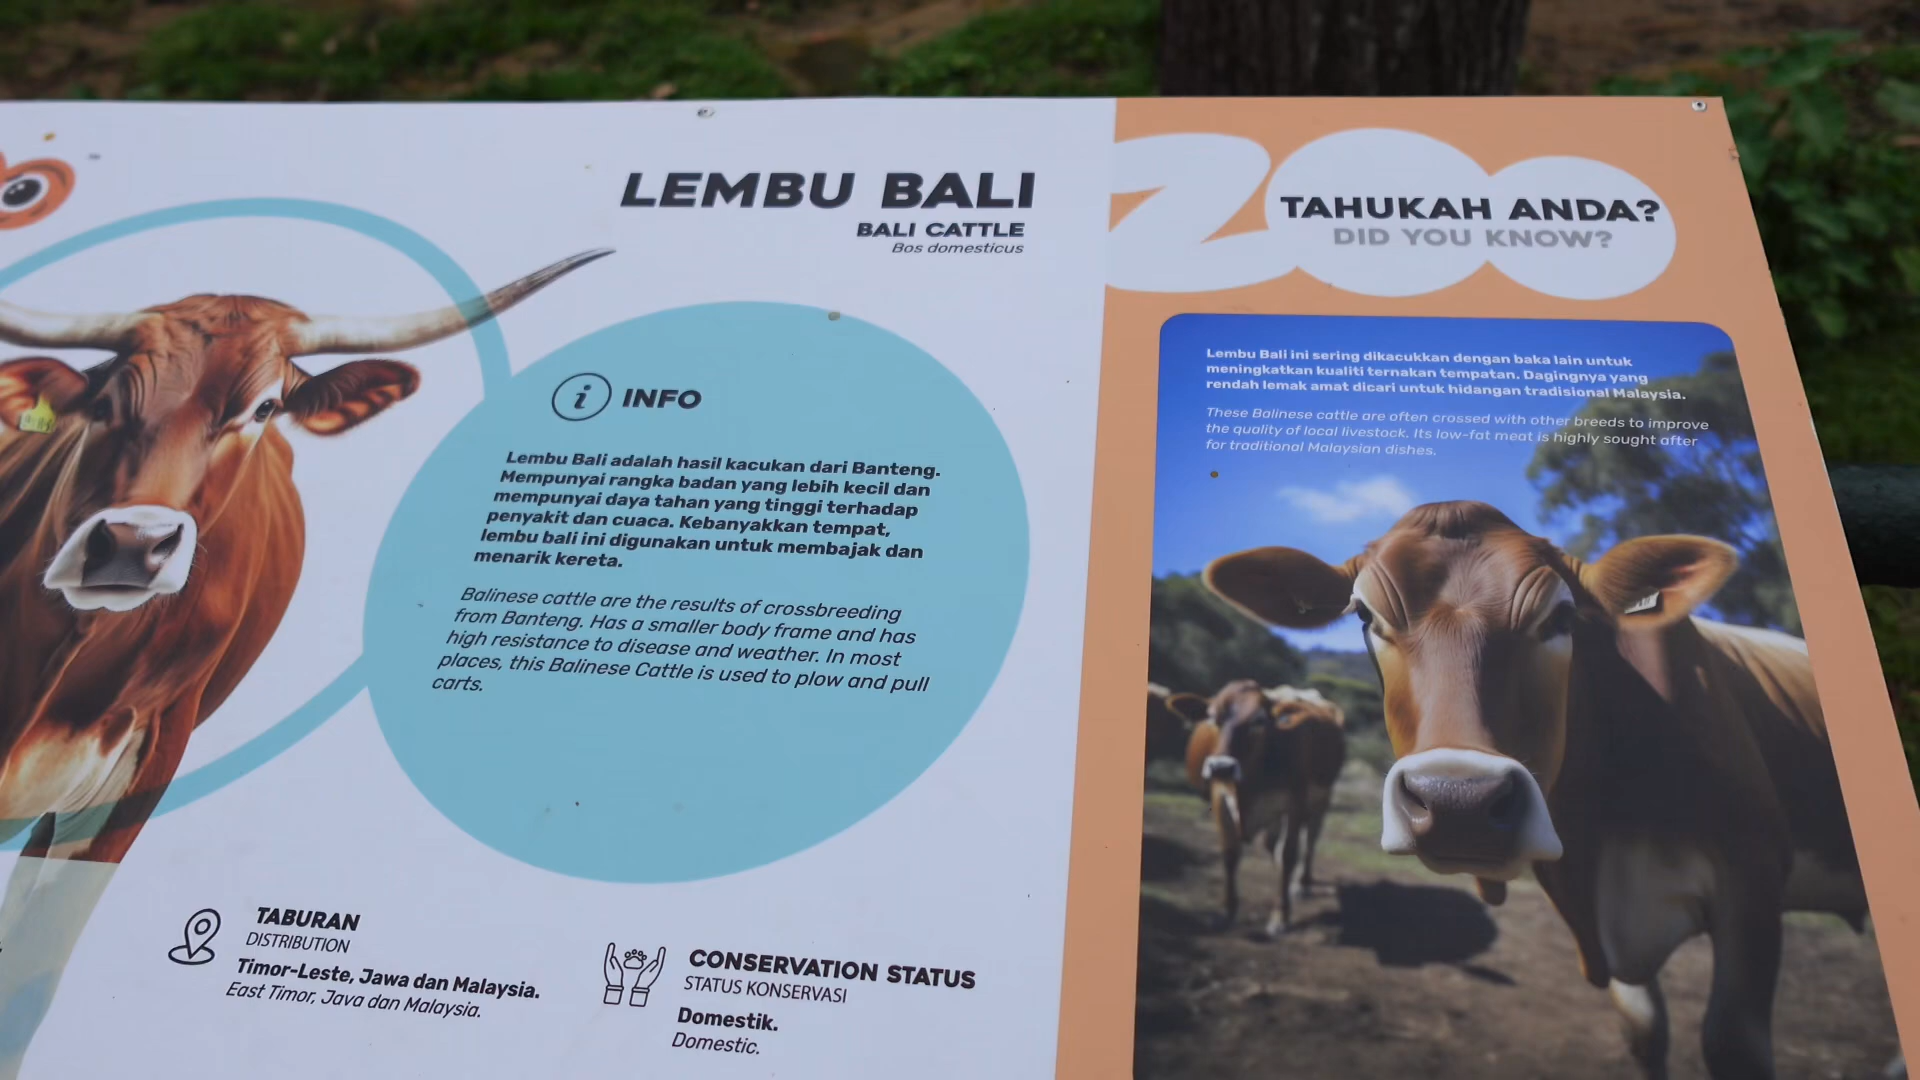 LEMBU BALI
BALI CATTLE
Bos domesticus
INFO
Lembu Bali adalah hasil kacukan dari Banteng.
Mempunyai rangka badan yang lebih kecil dan
mempunyai daya tahan yang tinggi terhadap
penyakit dan cuaca. Kebanyakkan tempat,
lembu bali ini digunakan untuk membajak dan
menarik kereta.
Balinese cattle are the results of crossbreeding
from Banteng. Has a smaller body frame and has
high resistance to disease and weather. In most
places, this Balinese Cattle is used to plow and pull
carts.
TABURAN
DISTRIBUTION
Timor-Leste, Jawa dan Malaysia.
East Timor, Java dan Malaysia.
CONSERVATION STATUS
STATUS KONSERVASI
Domestik.
Domestic.
ZOO
TAHUKAH ANDA?
DID YOU KNOW?
Lembu Bali ini sering dikacukkan dengan baka lain untuk
meningkatkan kualiti ternakan tempatan. Dagingnya yang
rendah lemak amat dicari untuk hidangan tradisional Malaysia.
These Balinese cattle are often crossed with other breeds to improve
the quality of local livestock. Its low-fat meat is highly sought after
for traditional Malaysian dishes.